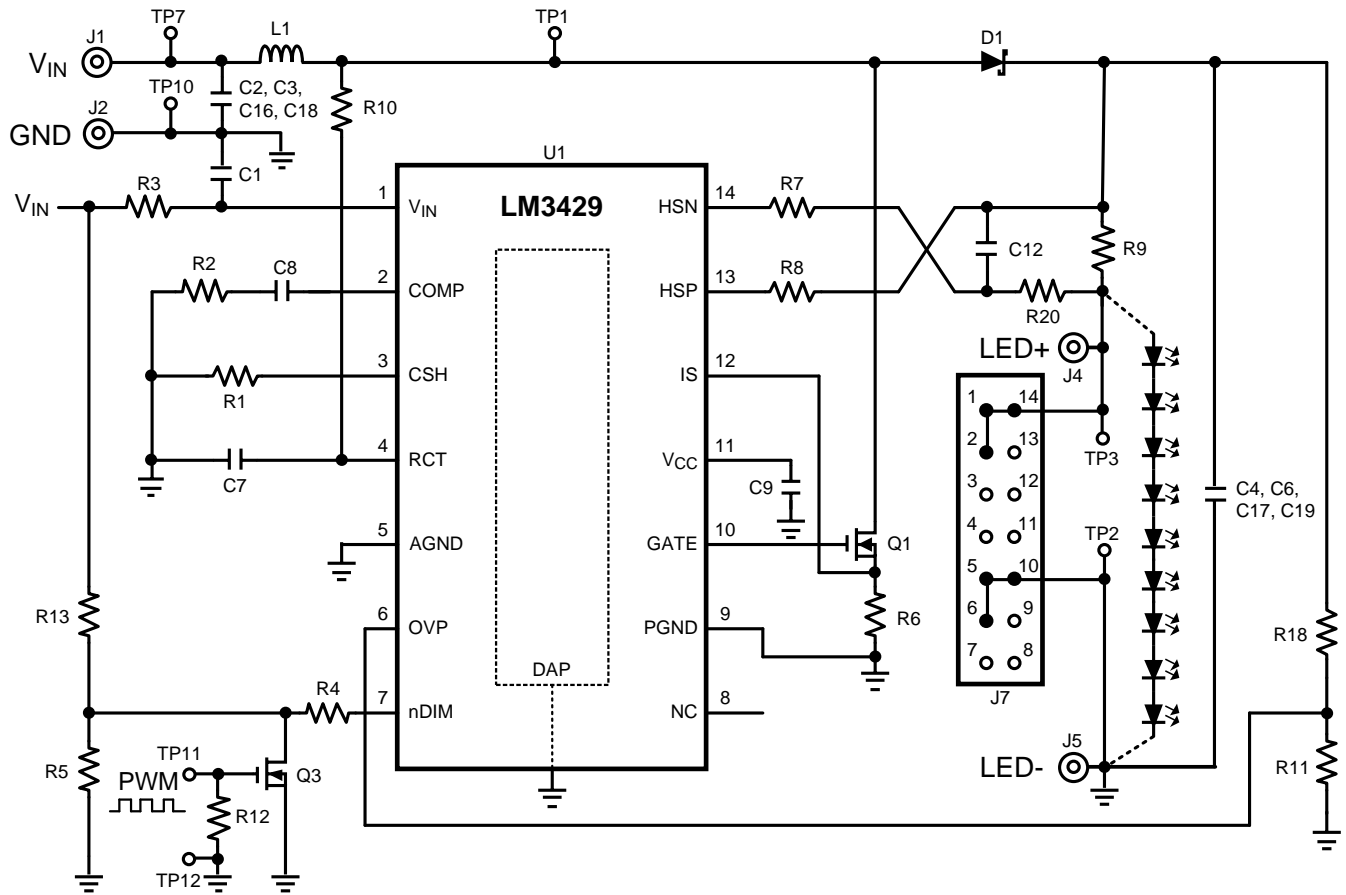 TP7
TP1
J1
L1
D1
VIN
TP10
C2, C3,
C16, C18
R10
J2
GND
U1
C1
R3
1
14
R7
VIN
VIN
LM3429
HSN
C12
R9
R2
C8
2
13
R8
COMP
HSP
R20
LED+
J4
3
12
CSH
IS
R1
1
14
2
13
TP3
4
11
RCT
VCC
C7
C9
3
12
C4, C6,
C17, C19
4
11
TP2
5
10
AGND
GATE
Q1
5
10
6
9
R13
6
9
OVP
PGND
R6
R18
7
8
DAP
J7
R4
7
8
nDIM
NC
TP11
J5
R5
PWM
Q3
LED-
R11
R12
TP12